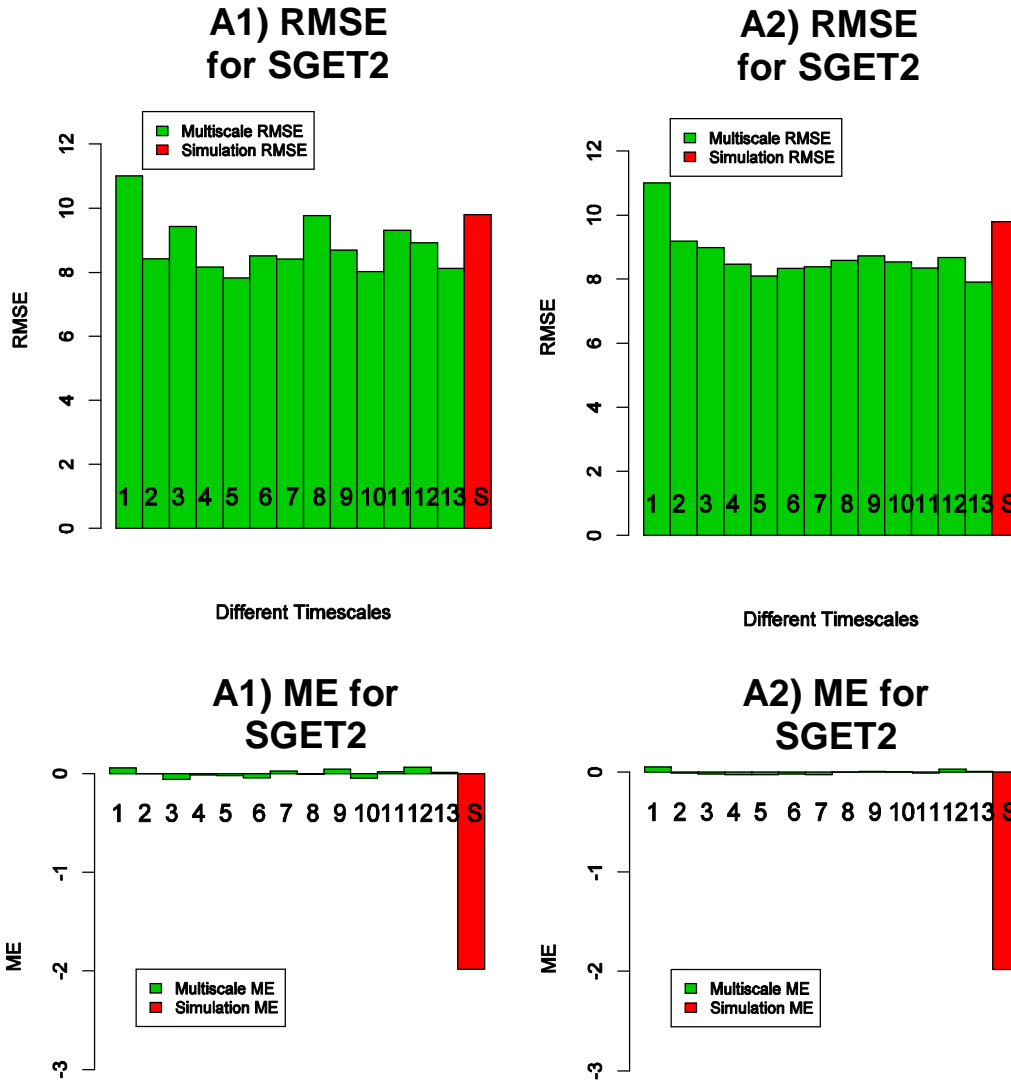 A1) RMSE
for SGET2
Multiscale RMSE
Simulation RMSE
RMSE
0 2 4 6 8 10 12
1 2 3 4 5 6 7 8 9 10 11 12 13 S
Different Timescales
A2) RMSE
for SGET2
Multiscale RMSE
Simulation RMSE
RMSE
0 2 4 6 8 10 12
1 2 3 4 5 6 7 8 9 10 11 12 13 S
Different Timescales
A1) ME for
SGET2
ME
-3 -2 -1 0
1 2 3 4 5 6 7 8 9 10 11 12 13 S
Multiscale ME
Simulation ME
A2) ME for
SGET2
ME
-3 -2 -1 0
1 2 3 4 5 6 7 8 9 10 11 12 13 S
Multiscale ME
Simulation ME